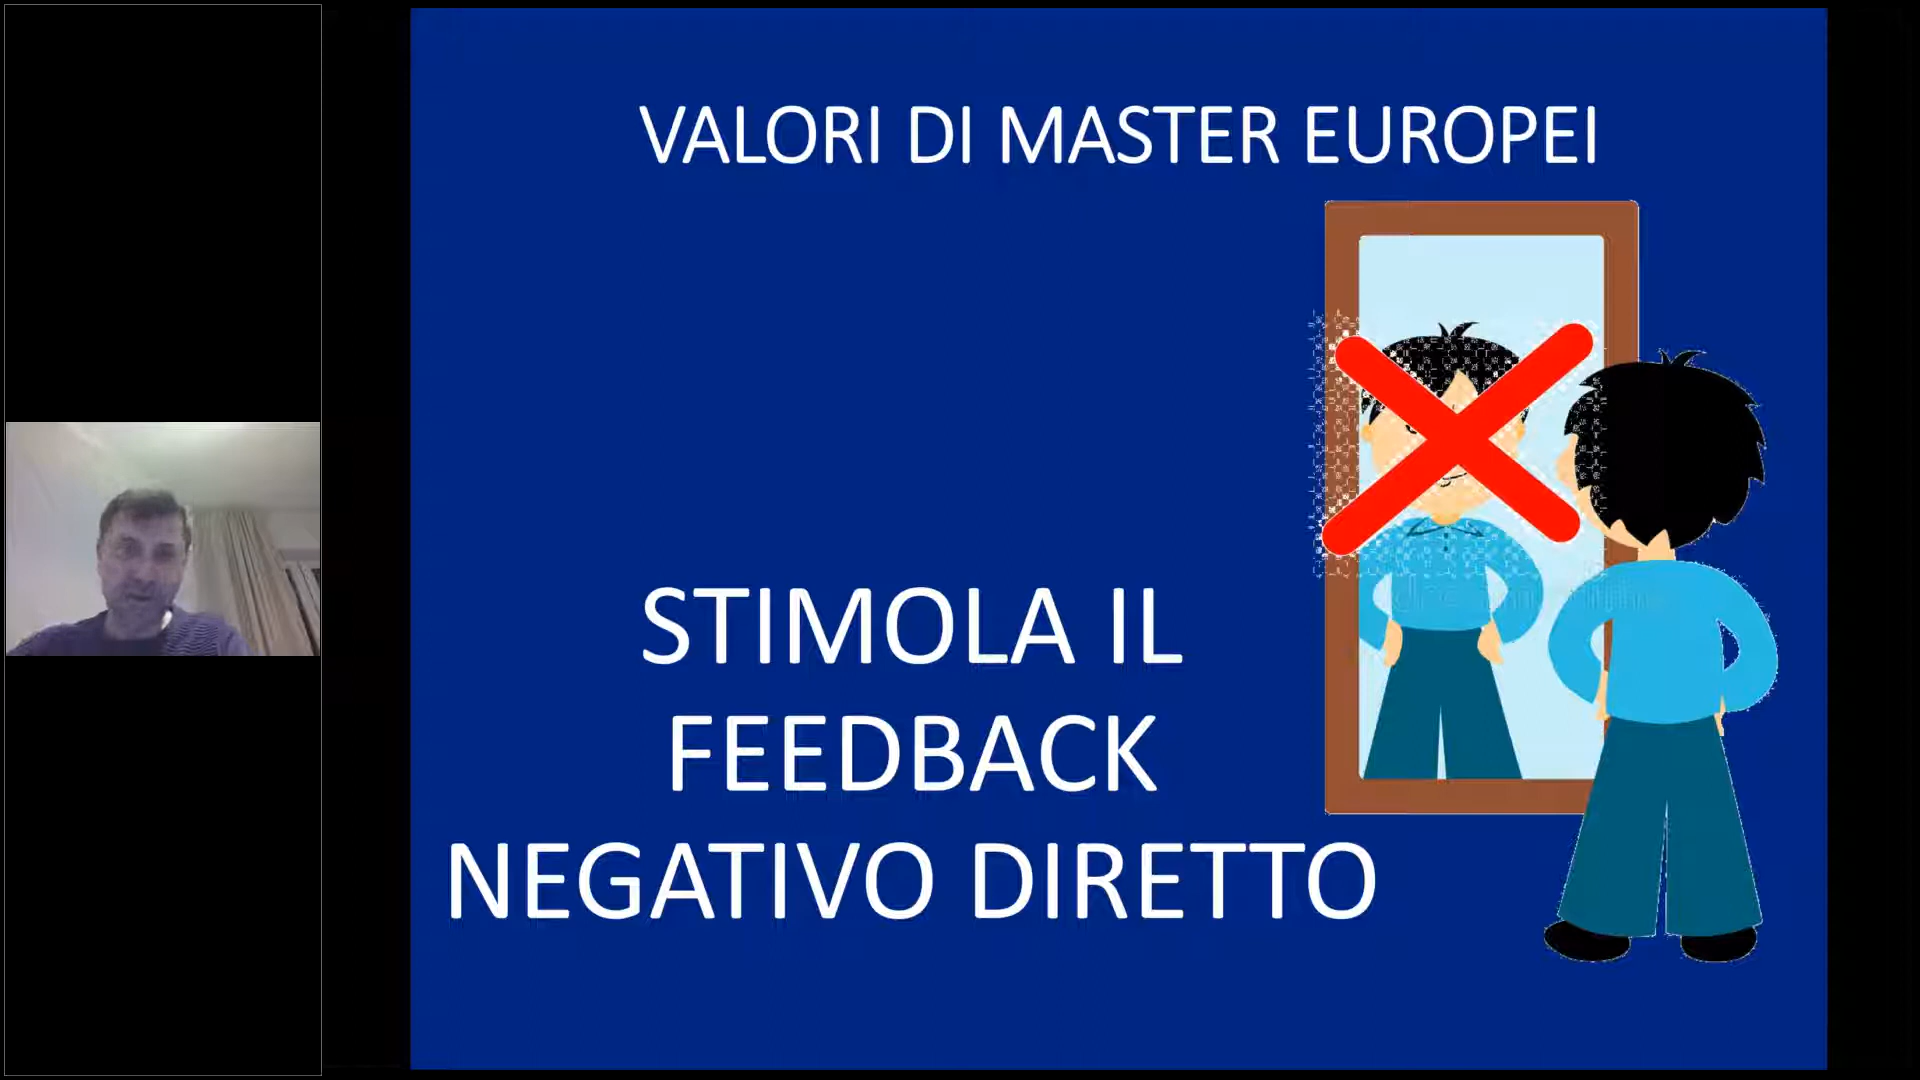 VALORI DI MASTER EUROPEI
STIMOLA IL
FEEDBACK
NEGATIVO DIRETTO